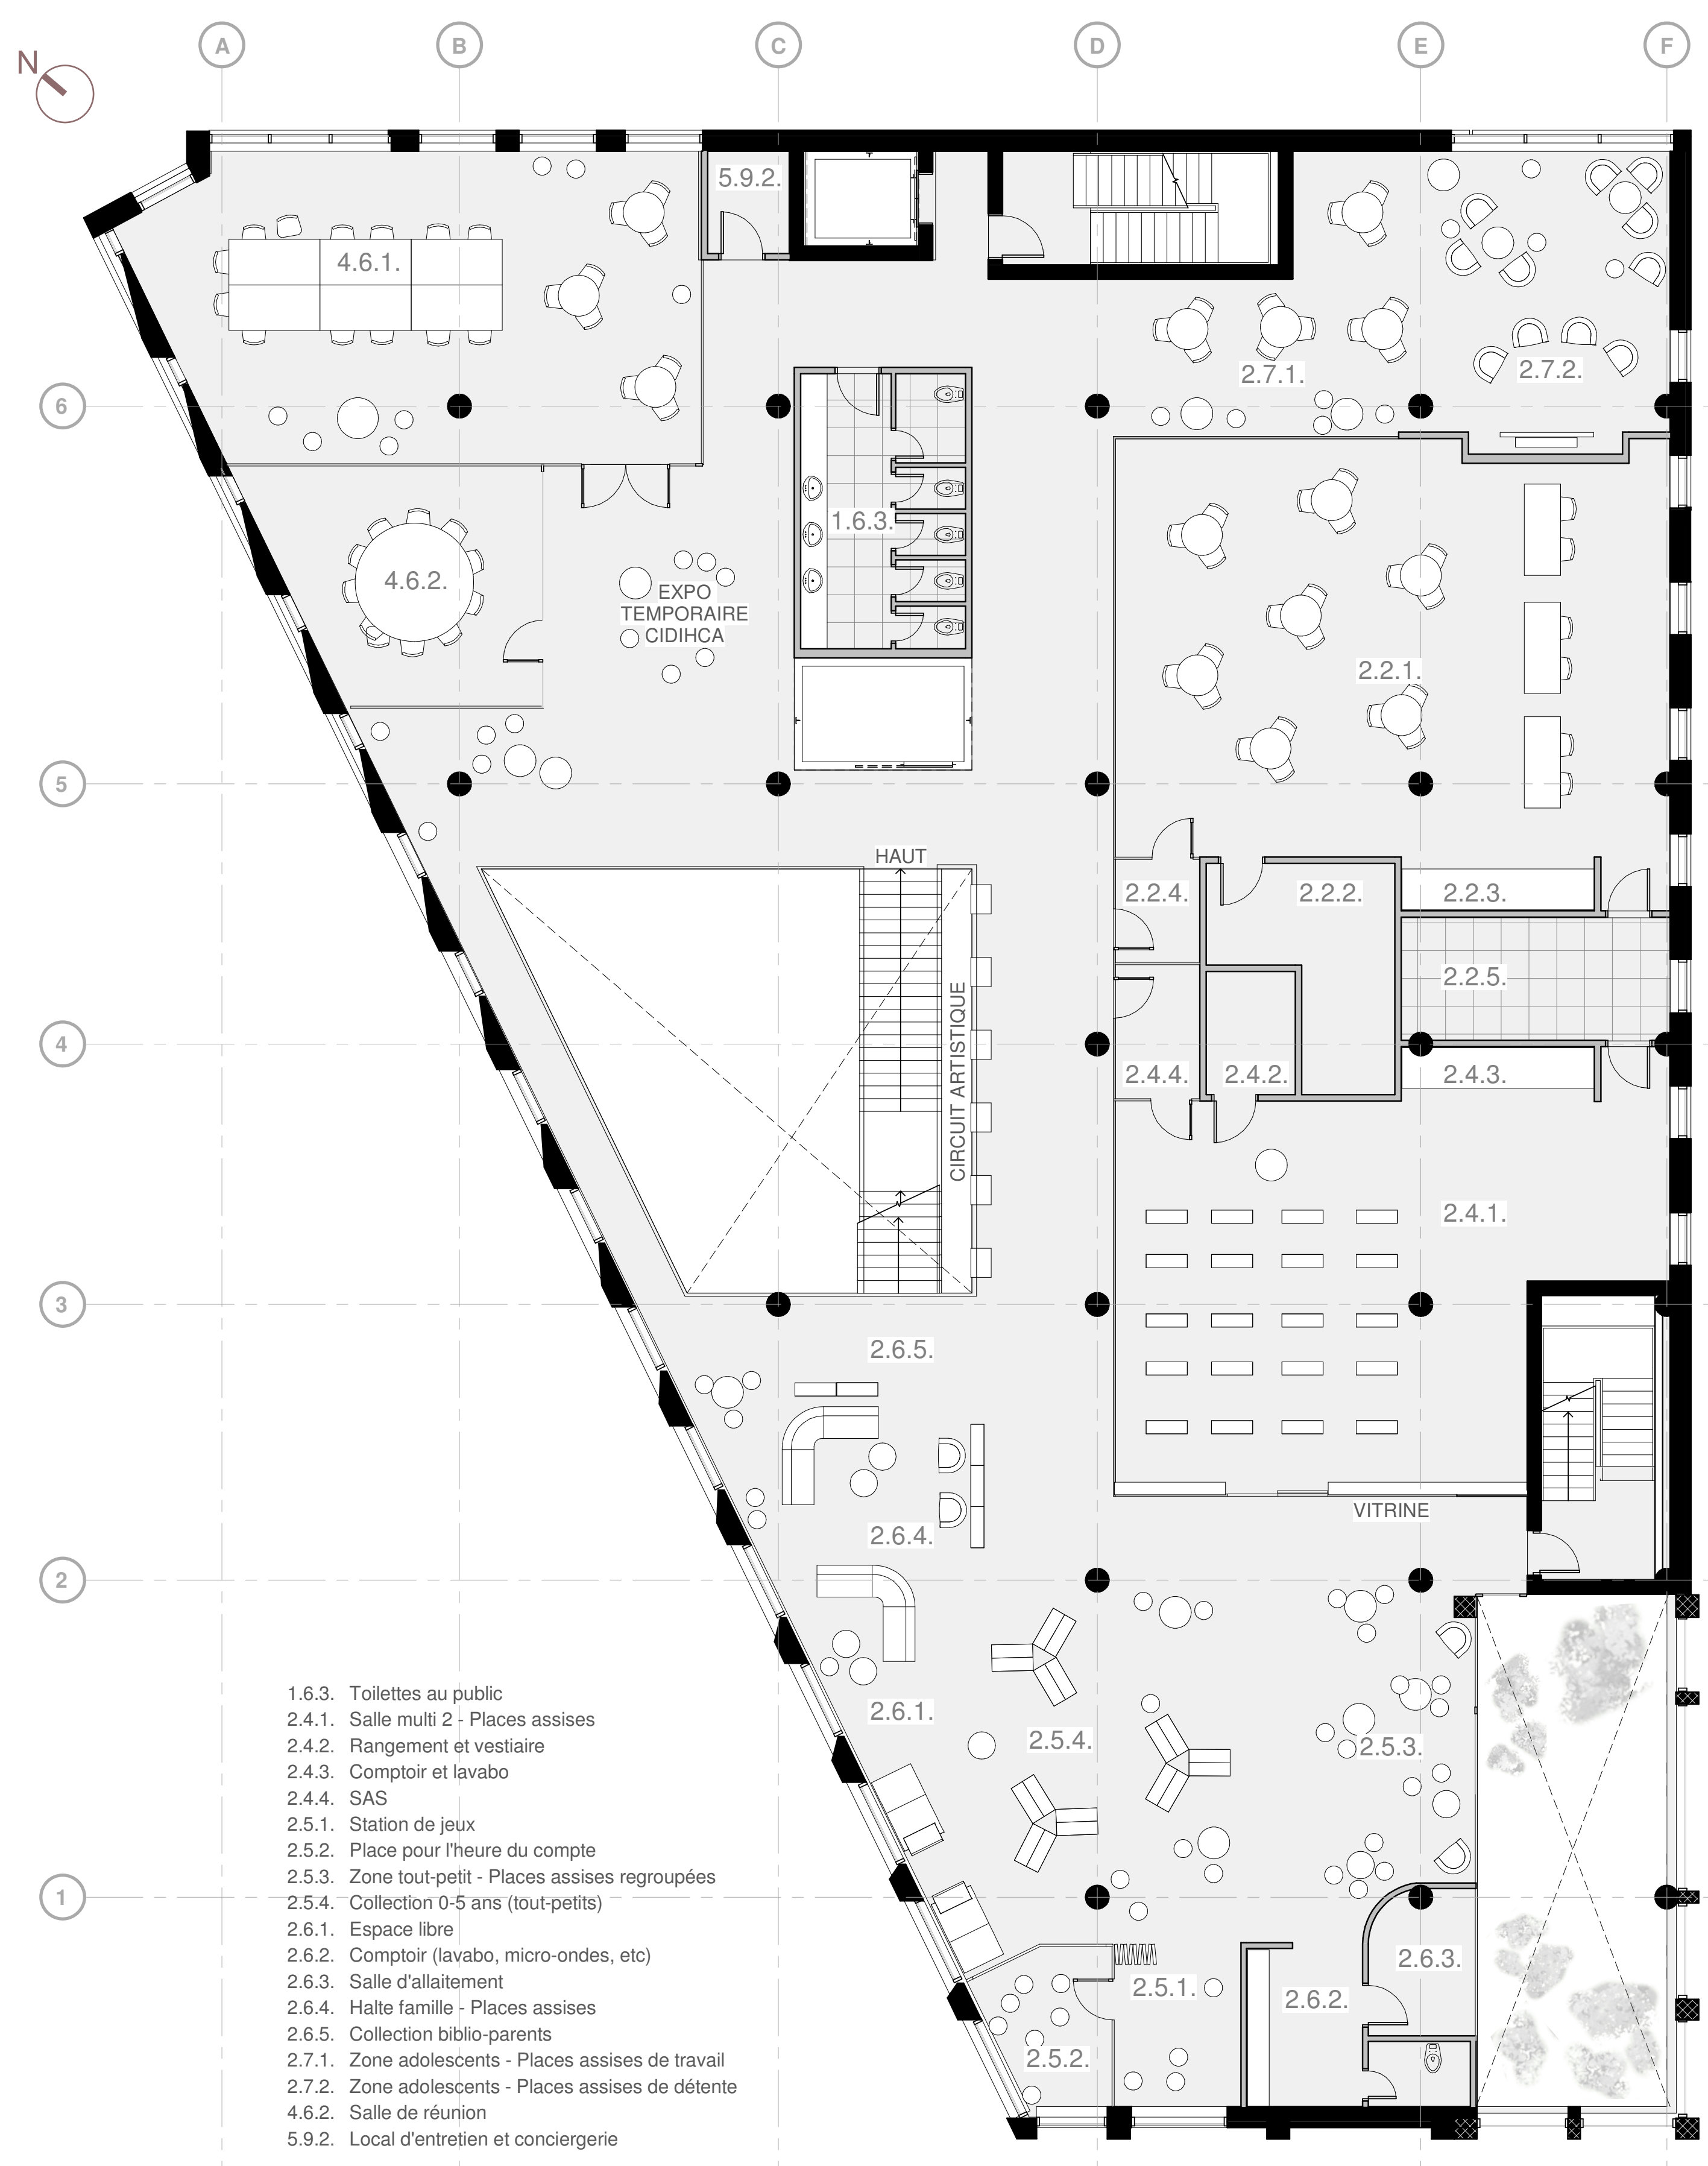 A
B
C
D
E
F
N
5.9.2.
4.6.1.
2.7.1.
2.7.2.
6
1.6.3.
4.6.2.
EXPO
TEMPORAIRE
CIDIHCA
2.2.1.
5
HAUT
2.2.4.
2.2.2.
2.2.3.
2.2.5.
CIRCUIT ARTISTIQUE
4
2.4.4.
2.4.2.
2.4.3.
2.4.1.
3
2.6.5.
VITRINE
2.6.4.
2
2.6.1.
2.5.4.
2.5.3.
1
2.6.3.
2.5.1.
2.6.2.
2.5.2.
1.6.3. Toilettes au public
2.4.1. Salle multi 2 - Places assises
2.4.2. Rangement et vestiaire
2.4.3. Comptoir et lavabo
2.4.4. SAS
2.5.1. Station de jeux
2.5.2. Place pour l'heure du compte
2.5.3. Zone tout-petit - Places assises regroupées
2.5.4. Collection 0-5 ans (tout-petits)
2.6.1. Espace libre
2.6.2. Comptoir (lavabo, micro-ondes, etc)
2.6.3. Salle d'allaitement
2.6.4. Halte famille - Places assises
2.6.5. Collection biblio-parents
2.7.1. Zone adolescents - Places assises de travail
2.7.2. Zone adolescents - Places assises de détente
4.6.2. Salle de réunion
5.9.2. Local d'entretien et conciergerie